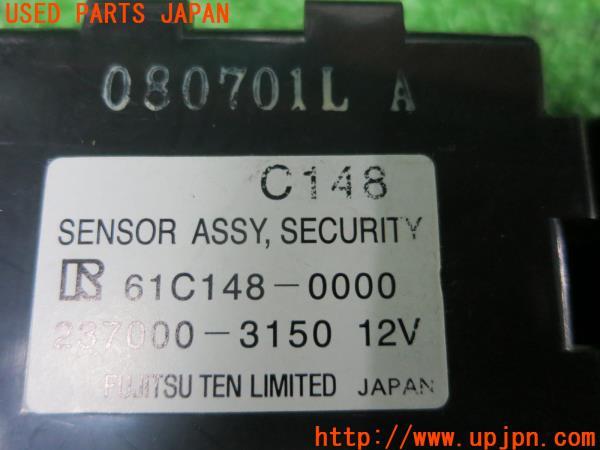 USED PARTS JAPAN
080701L A
C148
SENSOR ASSY, SECURITY
R 61C148-0000
237000-3150 12V
FUJITSU TEN LIMITED JAPAN
UPJ http://www.upjpn.com/